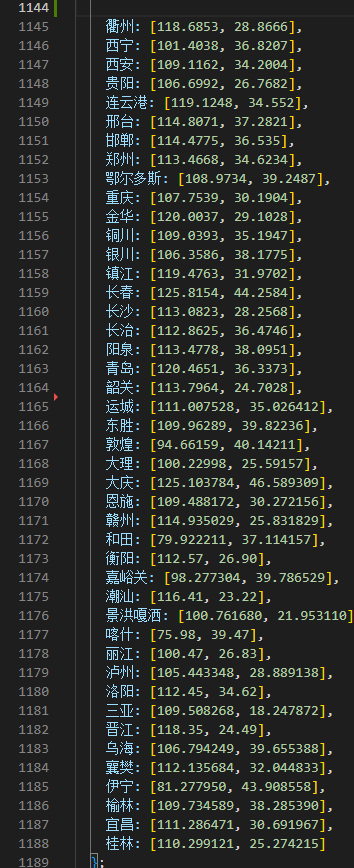 1144
1145 衢州: [118.6853, 28.8666],
1146 西宁: [101.4038, 36.8207],
1147 西安: [109.1162, 34.2004],
1148 贵阳: [106.6992, 26.7682],
1149 连云港: [119.1248, 34.552],
1150 邢台: [114.8071, 37.2821],
1151 邯郸: [114.4775, 36.535],
1152 郑州: [113.4668, 34.6234],
1153 鄂尔多斯: [108.9734, 39.2487],
1154 重庆: [107.7539, 30.1904],
1155 金华: [120.0037, 29.1028],
1156 铜川: [109.0393, 35.1947],
1157 银川: [106.3586, 38.1775],
1158 镇江: [119.4763, 31.9702],
1159 长春: [125.8154, 44.2584],
1160 长沙: [113.0823, 28.2568],
1161 长治: [112.8625, 36.4746],
1162 阳泉: [113.4778, 38.0951],
1163 青岛: [120.4651, 36.3373],
1164 韶关: [113.7964, 24.7028],
1165 运城: [111.007528, 35.026412],
1166 东胜: [109.96289, 39.82236],
1167 敦煌: [94.66159, 40.14211],
1168 大理: [100.22998, 25.59157],
1169 大庆: [125.103784, 46.589309],
1170 恩施: [109.488172, 30.272156],
1171 赣州: [114.935029, 25.831829],
1172 和田: [79.922211, 37.114157],
1173 衡阳: [112.57, 26.90],
1174 嘉峪关: [98.277304, 39.786529],
1175 潮汕: [116.41, 23.22],
1176 景洪嘎洒: [100.761680, 21.953110],
1177 喀什: [75.98, 39.47],
1178 丽江: [100.47, 26.83],
1179 泸州: [105.443348, 28.889138],
1180 洛阳: [112.45, 34.62],
1181 三亚: [109.508268, 18.247872],
1182 晋江: [118.35, 24.49],
1183 乌海: [106.794249, 39.655388],
1184 襄樊: [112.135684, 32.044833],
1185 伊宁: [81.277950, 43.908558],
1186 榆林: [109.734589, 38.285390],
1187 宜昌: [111.286471, 30.691967],
1188 桂林: [110.299121, 25.274215]
1189 };